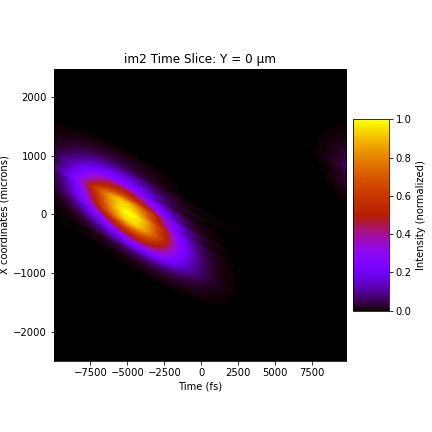 im2 Time Slice: Y = 0 μm
X coordinates (microns)
2000
1000
0
−1000
−2000
−7500 −5000 −2500 0 2500 5000 7500
Time (fs)
1.0
0.8
0.6
0.4
0.2
0.0
Intensity (normalized)